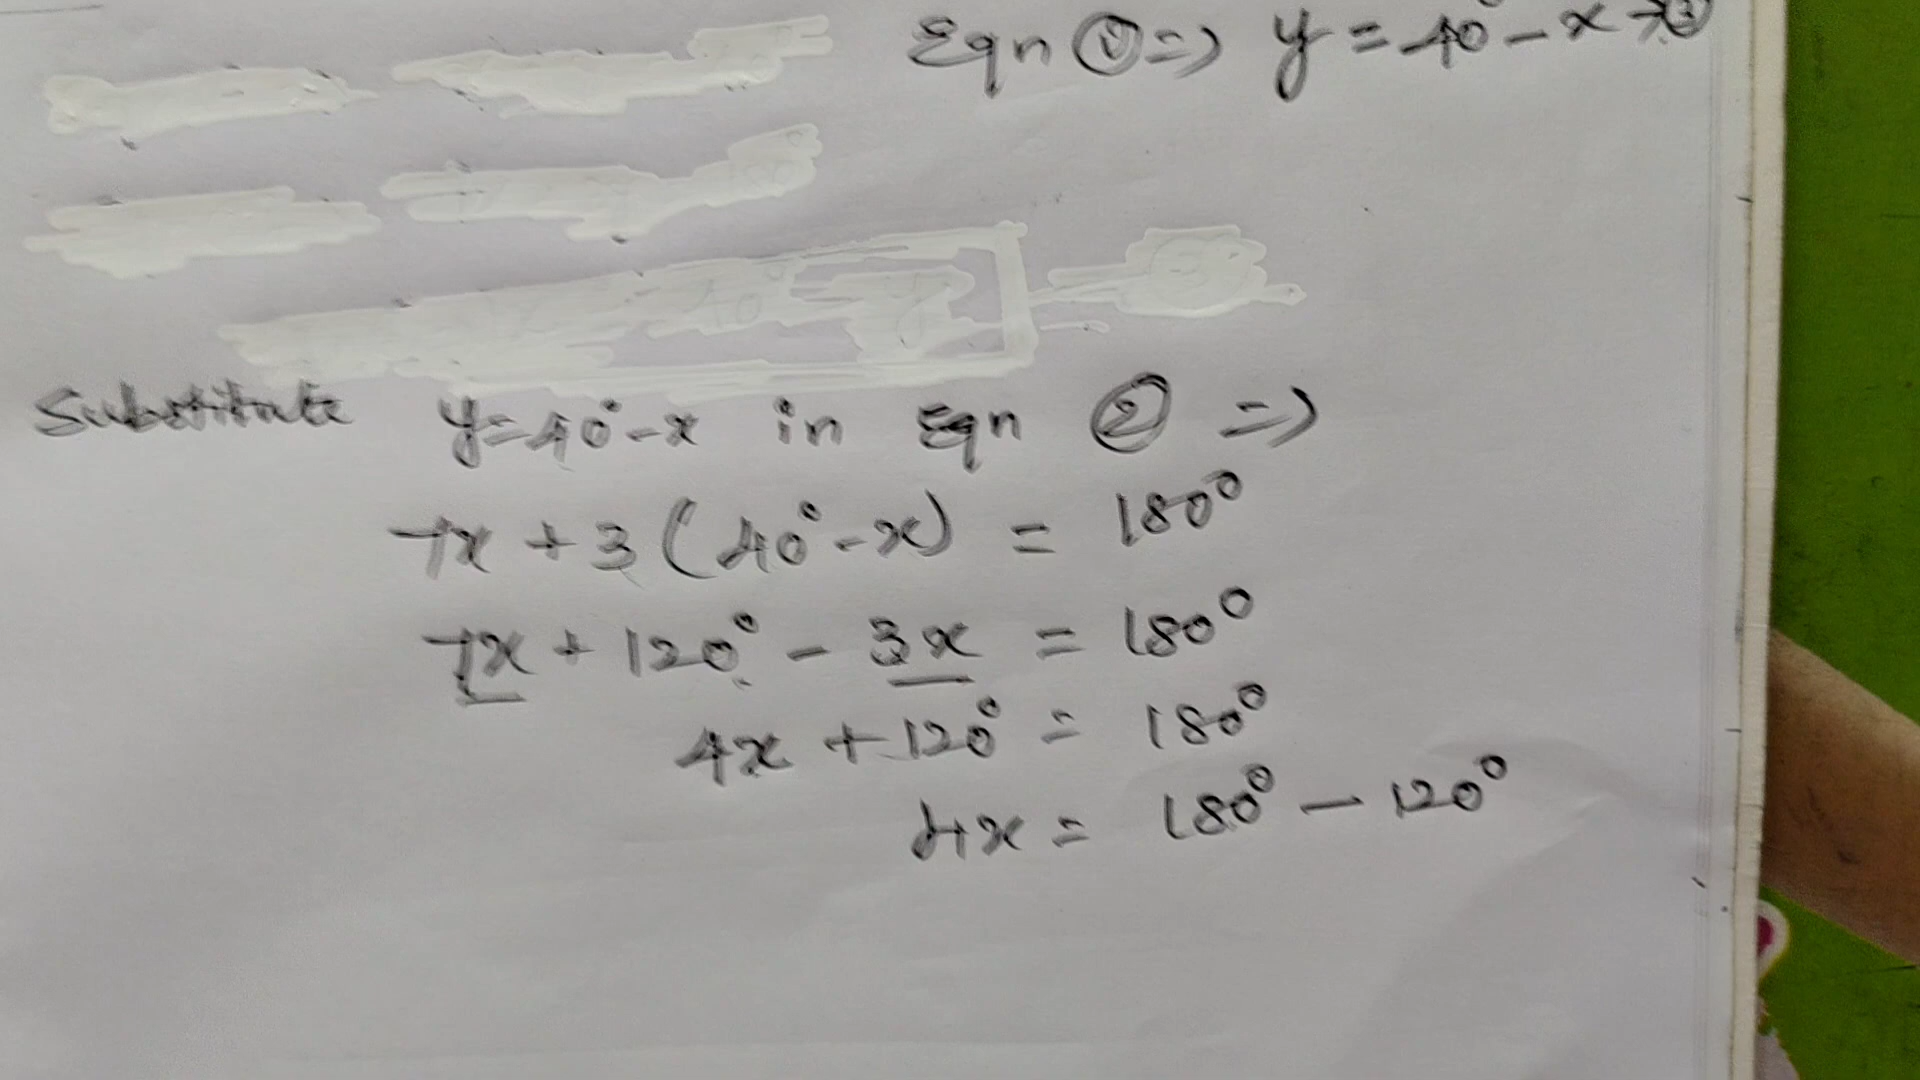 Eqn ① => y = 40° - x → ③
Substitute y = 40° - x in Eqn ② =>
7x + 3 (40° - x) = 180°
7x + 120° - 3x = 180°
4x + 120° = 180°
4x = 180° - 120°